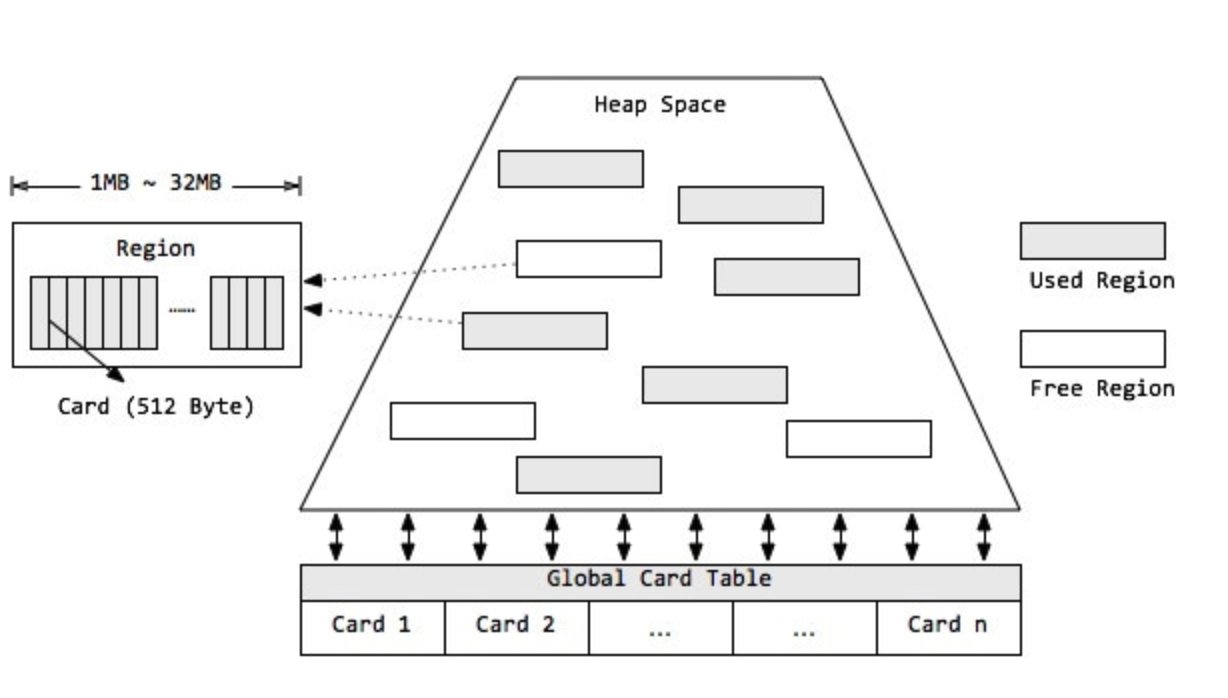 Heap Space
1MB ~ 32MB
Region
......
Card (512 Byte)
Used Region
Free Region
Global Card Table
Card 1
Card 2
...
...
Card n